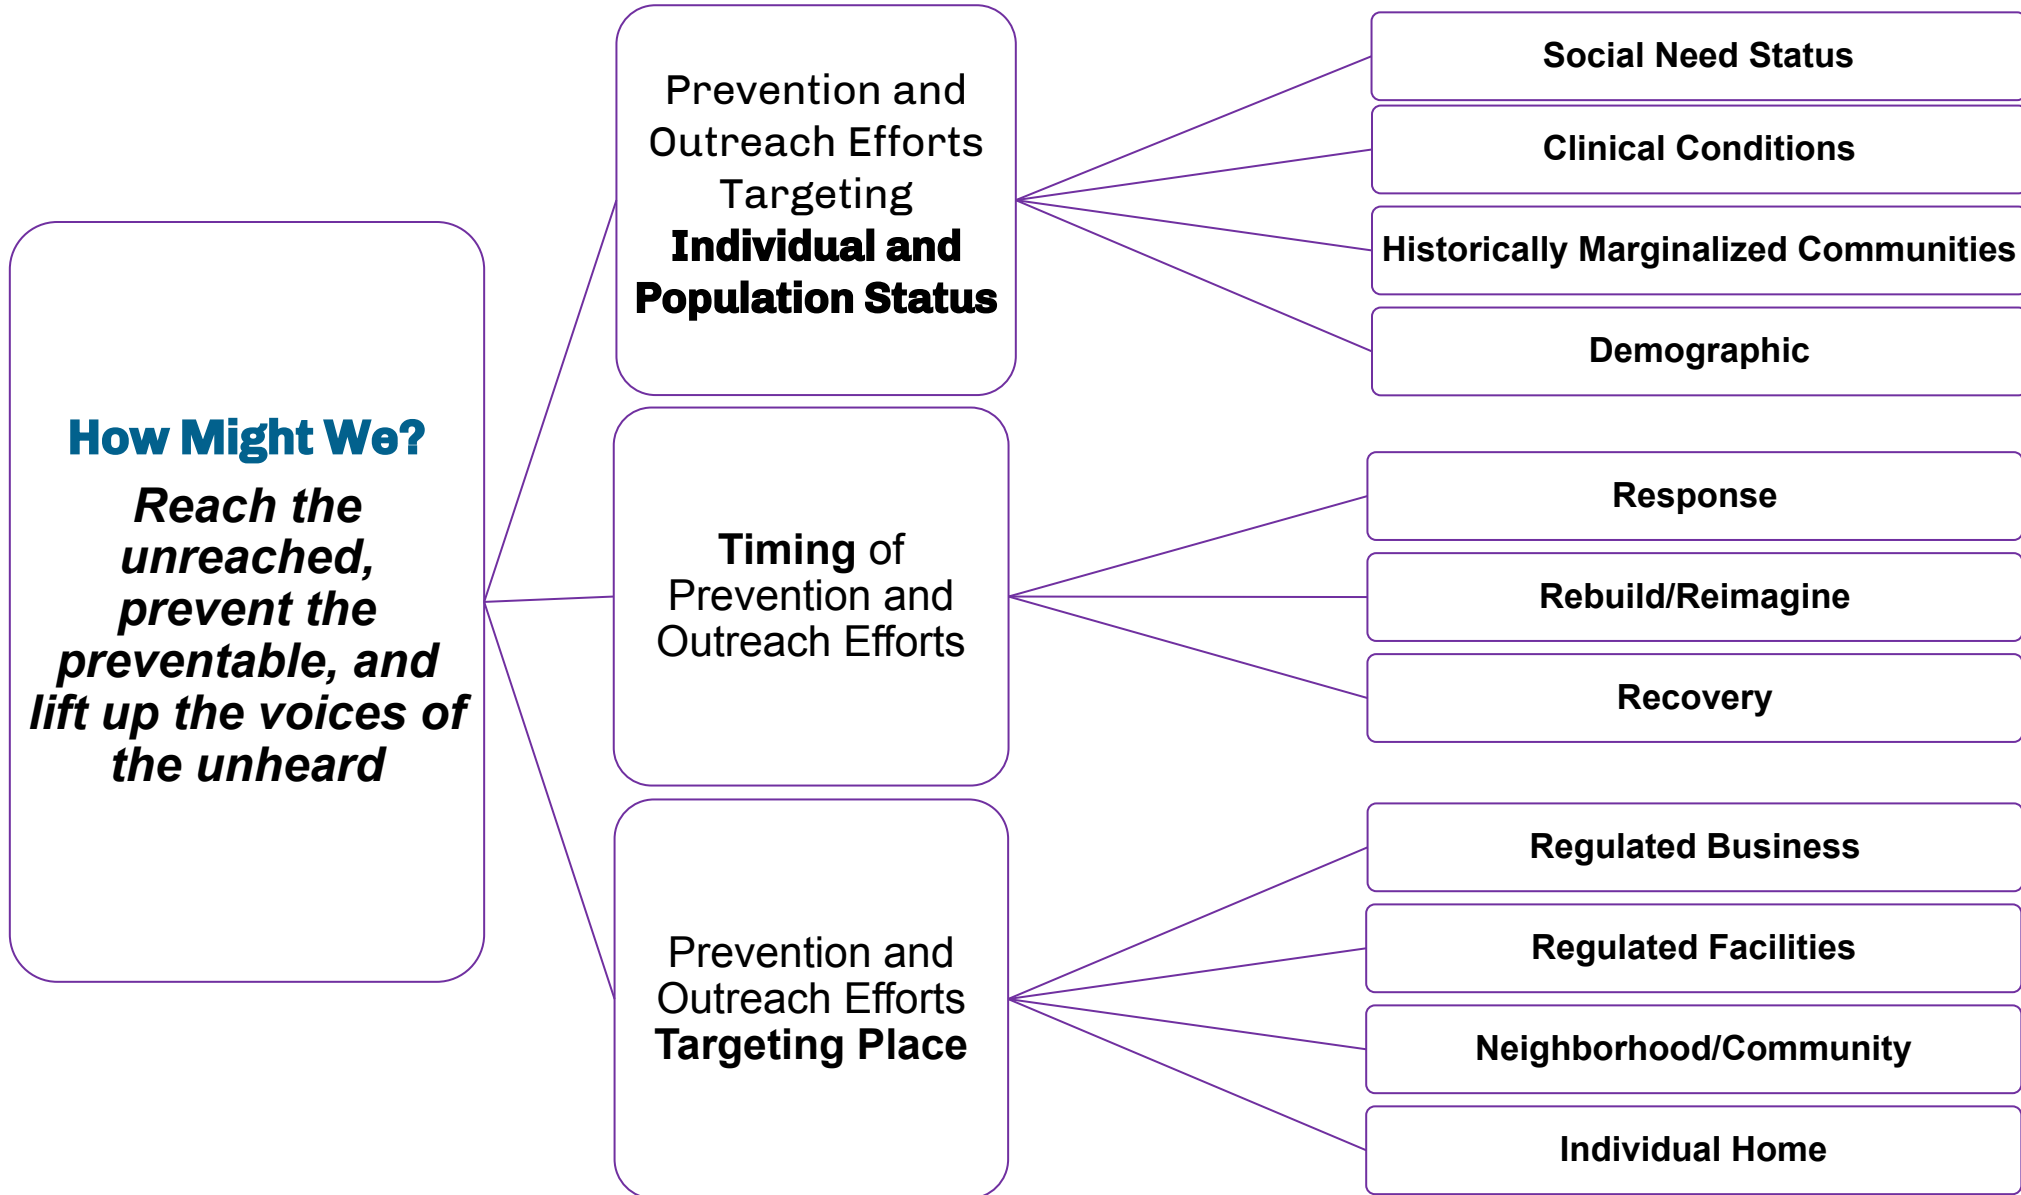 How Might We?
Reach the
unreached,
prevent the
preventable, and
lift up the voices of
the unheard
Prevention and
Outreach Efforts
Targeting
Individual and
Population Status
Social Need Status
Clinical Conditions
Historically Marginalized Communities
Demographic
Timing of
Prevention and
Outreach Efforts
Response
Rebuild/Reimagine
Recovery
Prevention and
Outreach Efforts
Targeting Place
Regulated Business
Regulated Facilities
Neighborhood/Community
Individual Home